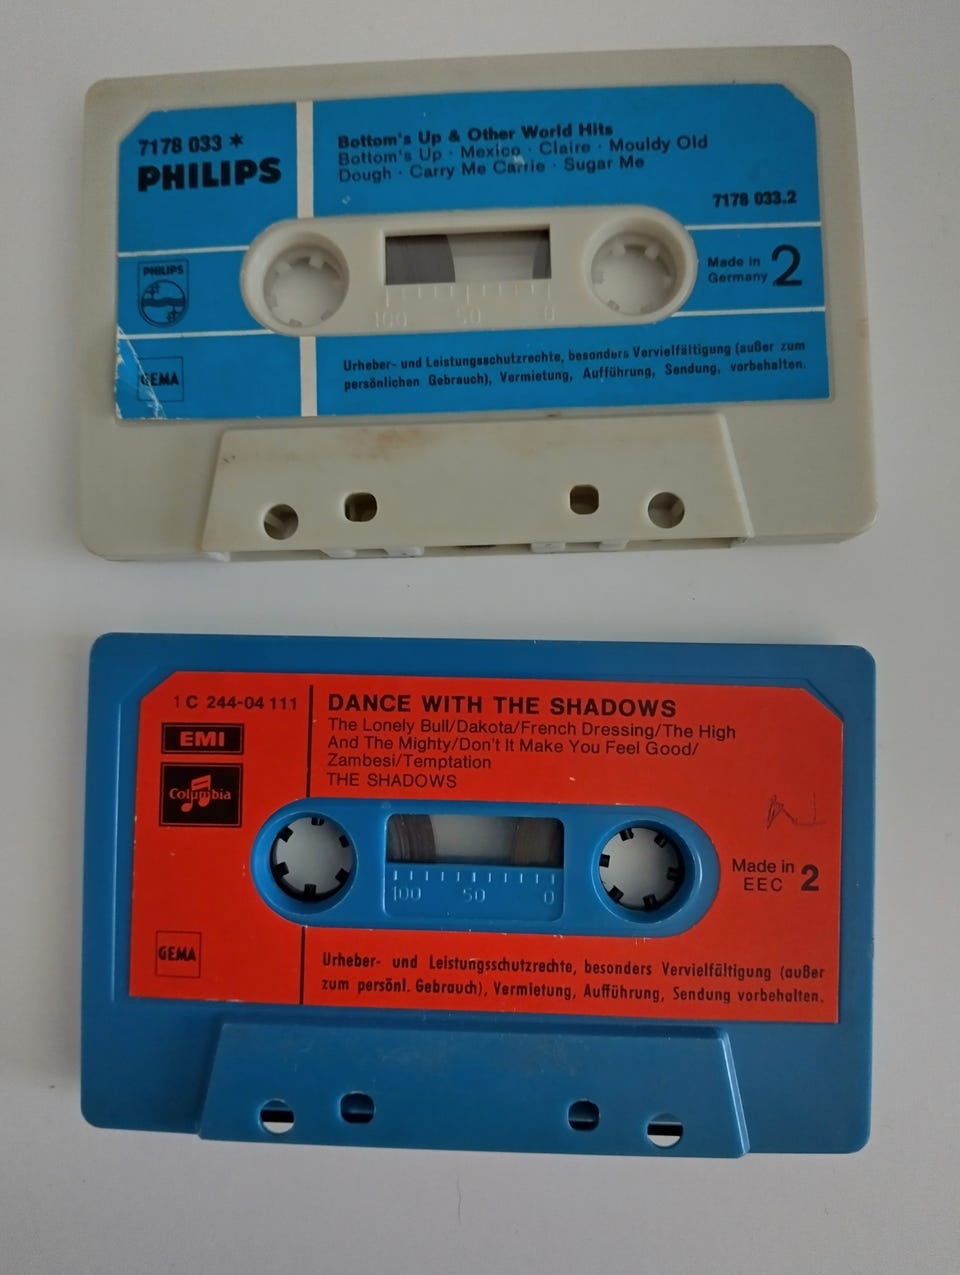 7178 033 *
PHILIPS
Bottom's Up & Other World Hits
Bottom's Up · Mexico · Claire · Mouldy Old
Dough · Carry Me Carrie · Sugar Me
7178 033.2
PHILIPS
100 50 0
Made in
Germany 2
GEMA
Urheber- und Leistungsschutzrechte, besonders Vervielfältigung (außer zum
persönlichen Gebrauch), Vermietung, Aufführung, Sendung, vorbehalten.
1 C 244-04 111
EMI
Columbia
DANCE WITH THE SHADOWS
The Lonely Bull/Dakota/French Dressing/The High
And The Mighty/Don't It Make You Feel Good/
Zambesi/Temptation
THE SHADOWS
100 50 0
Made in
EEC 2
GEMA
Urheber- und Leistungsschutzrechte, besonders Vervielfältigung (außer
zum persönl. Gebrauch), Vermietung, Aufführung, Sendung vorbehalten.